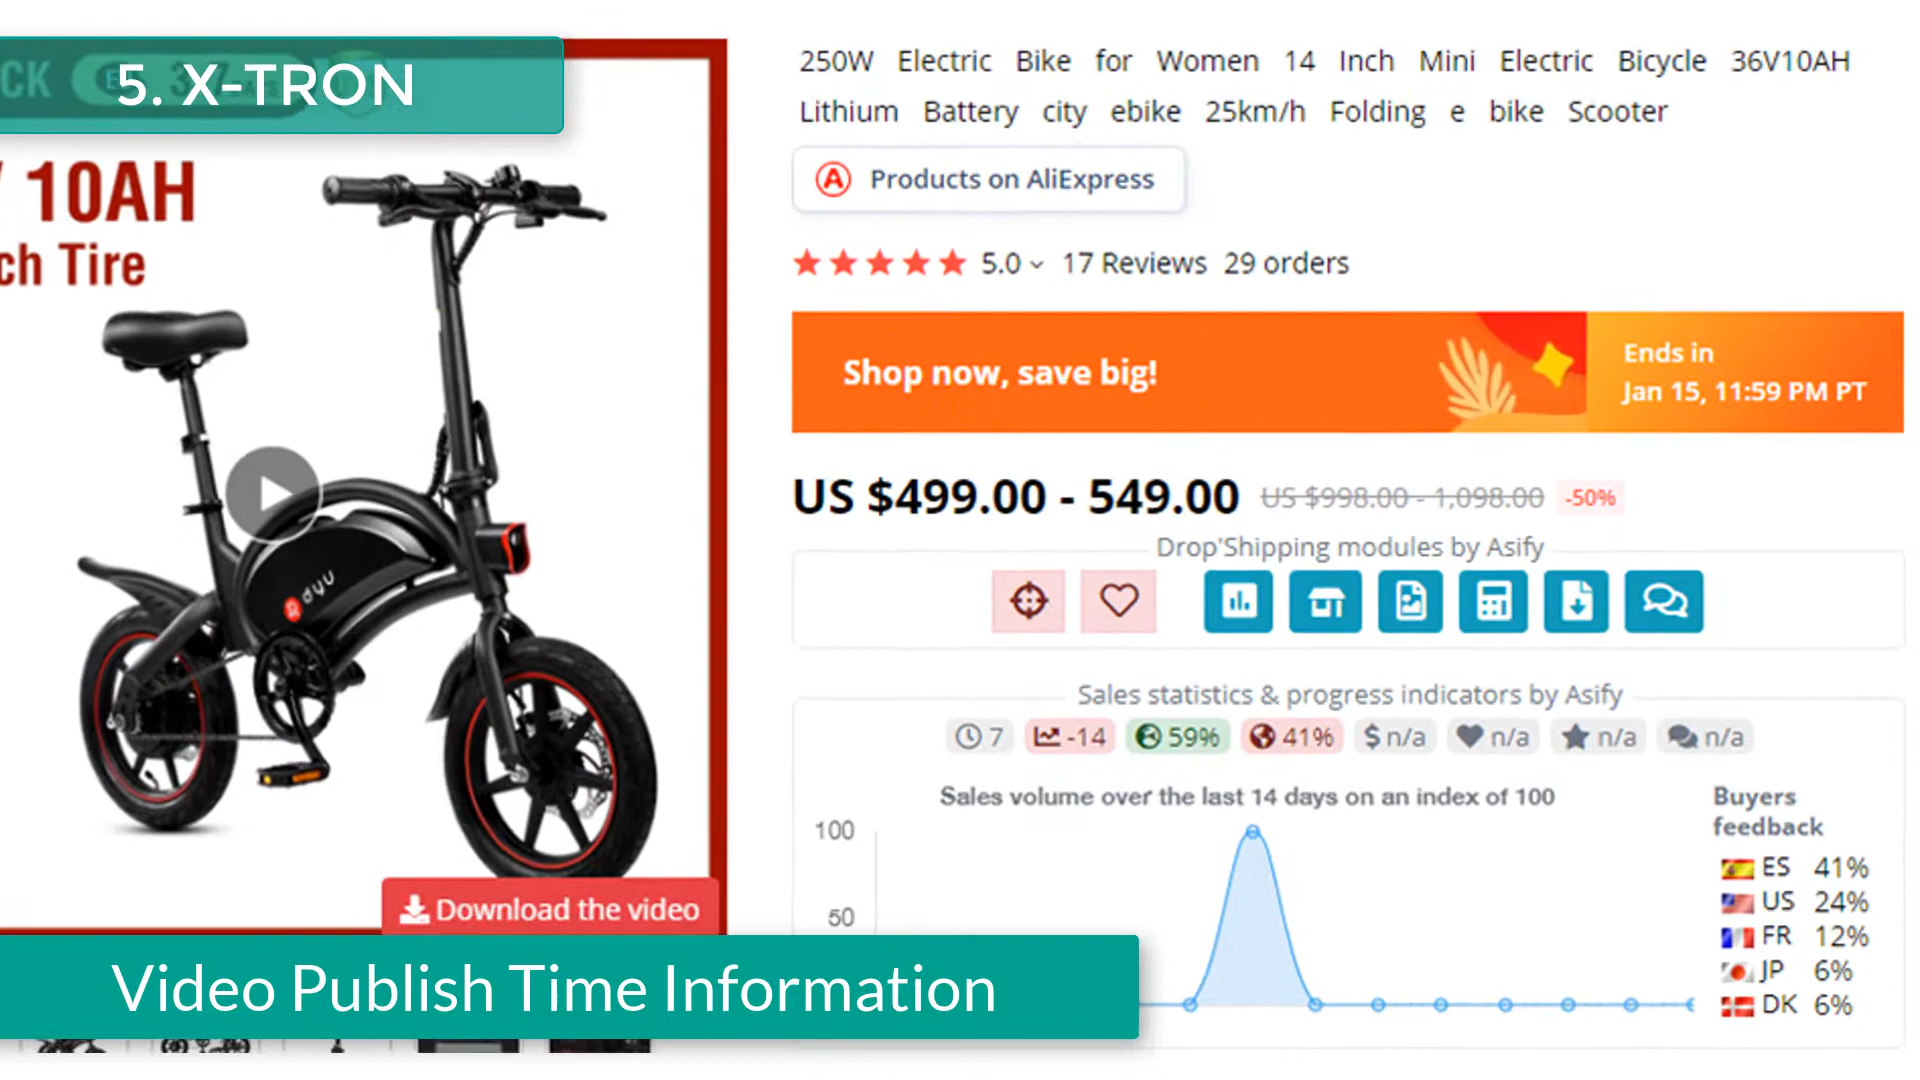 CK
5. X-TRON
10AH
ch Tire
dyu
Download the video
Video Publish Time Information
250W Electric Bike for Women 14 Inch Mini Electric Bicycle 36V10AH
Lithium Battery city ebike 25km/h Folding e bike Scooter
Products on AliExpress
5.0 17 Reviews 29 orders
Shop now, save big!
Ends in
Jan 15, 11:59 PM PT
US $499.00 - 549.00 US $998.00 - 1,098.00 -50%
Drop'Shipping modules by Asify
Sales statistics & progress indicators by Asify
7 -14 59% 41% $ n/a n/a n/a n/a
Sales volume over the last 14 days on an index of 100
100
50
Buyers
feedback
ES 41%
US 24%
FR 12%
JP 6%
DK 6%